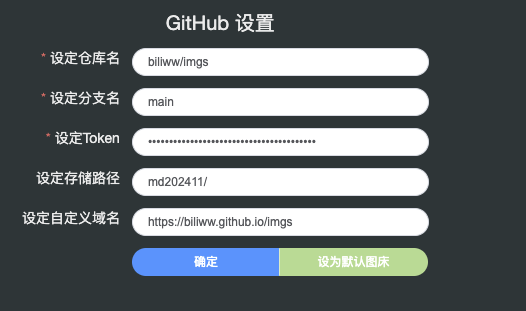 GitHub 设置
* 设定仓库名 biliww/imgs
* 设定分支名 main
* 设定Token ••••••••••••••••••••••••••••••••••••••••
设定存储路径 md202411/
设定自定义域名 https://biliww.github.io/imgs
确定 设为默认图床